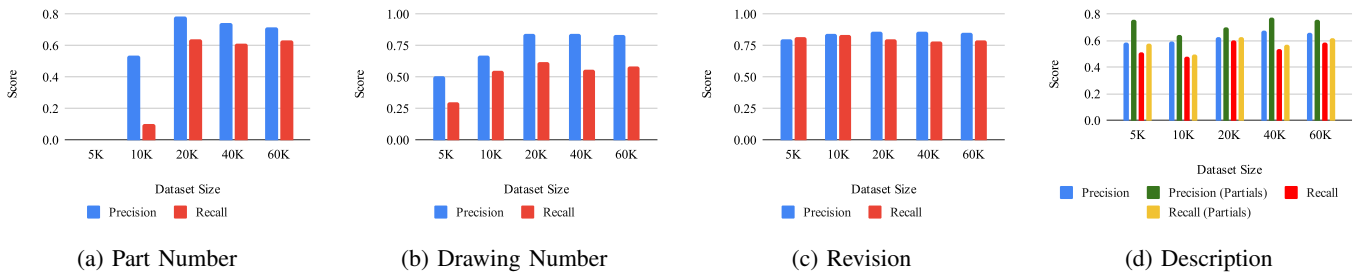 0.8
0.6
0.4
0.2
0.0
Score
5K 10K 20K 40K 60K
Dataset Size
Precision Recall
(a) Part Number
1.00
0.75
0.50
0.25
0.00
Score
5K 10K 20K 40K 60K
Dataset Size
Precision Recall
(b) Drawing Number
1.00
0.75
0.50
0.25
0.00
Score
5K 10K 20K 40K 60K
Dataset Size
Precision Recall
(c) Revision
0.8
0.6
0.4
0.2
0.0
Score
5K 10K 20K 40K 60K
Dataset Size
Precision Precision (Partials) Recall
Recall (Partials)
(d) Description